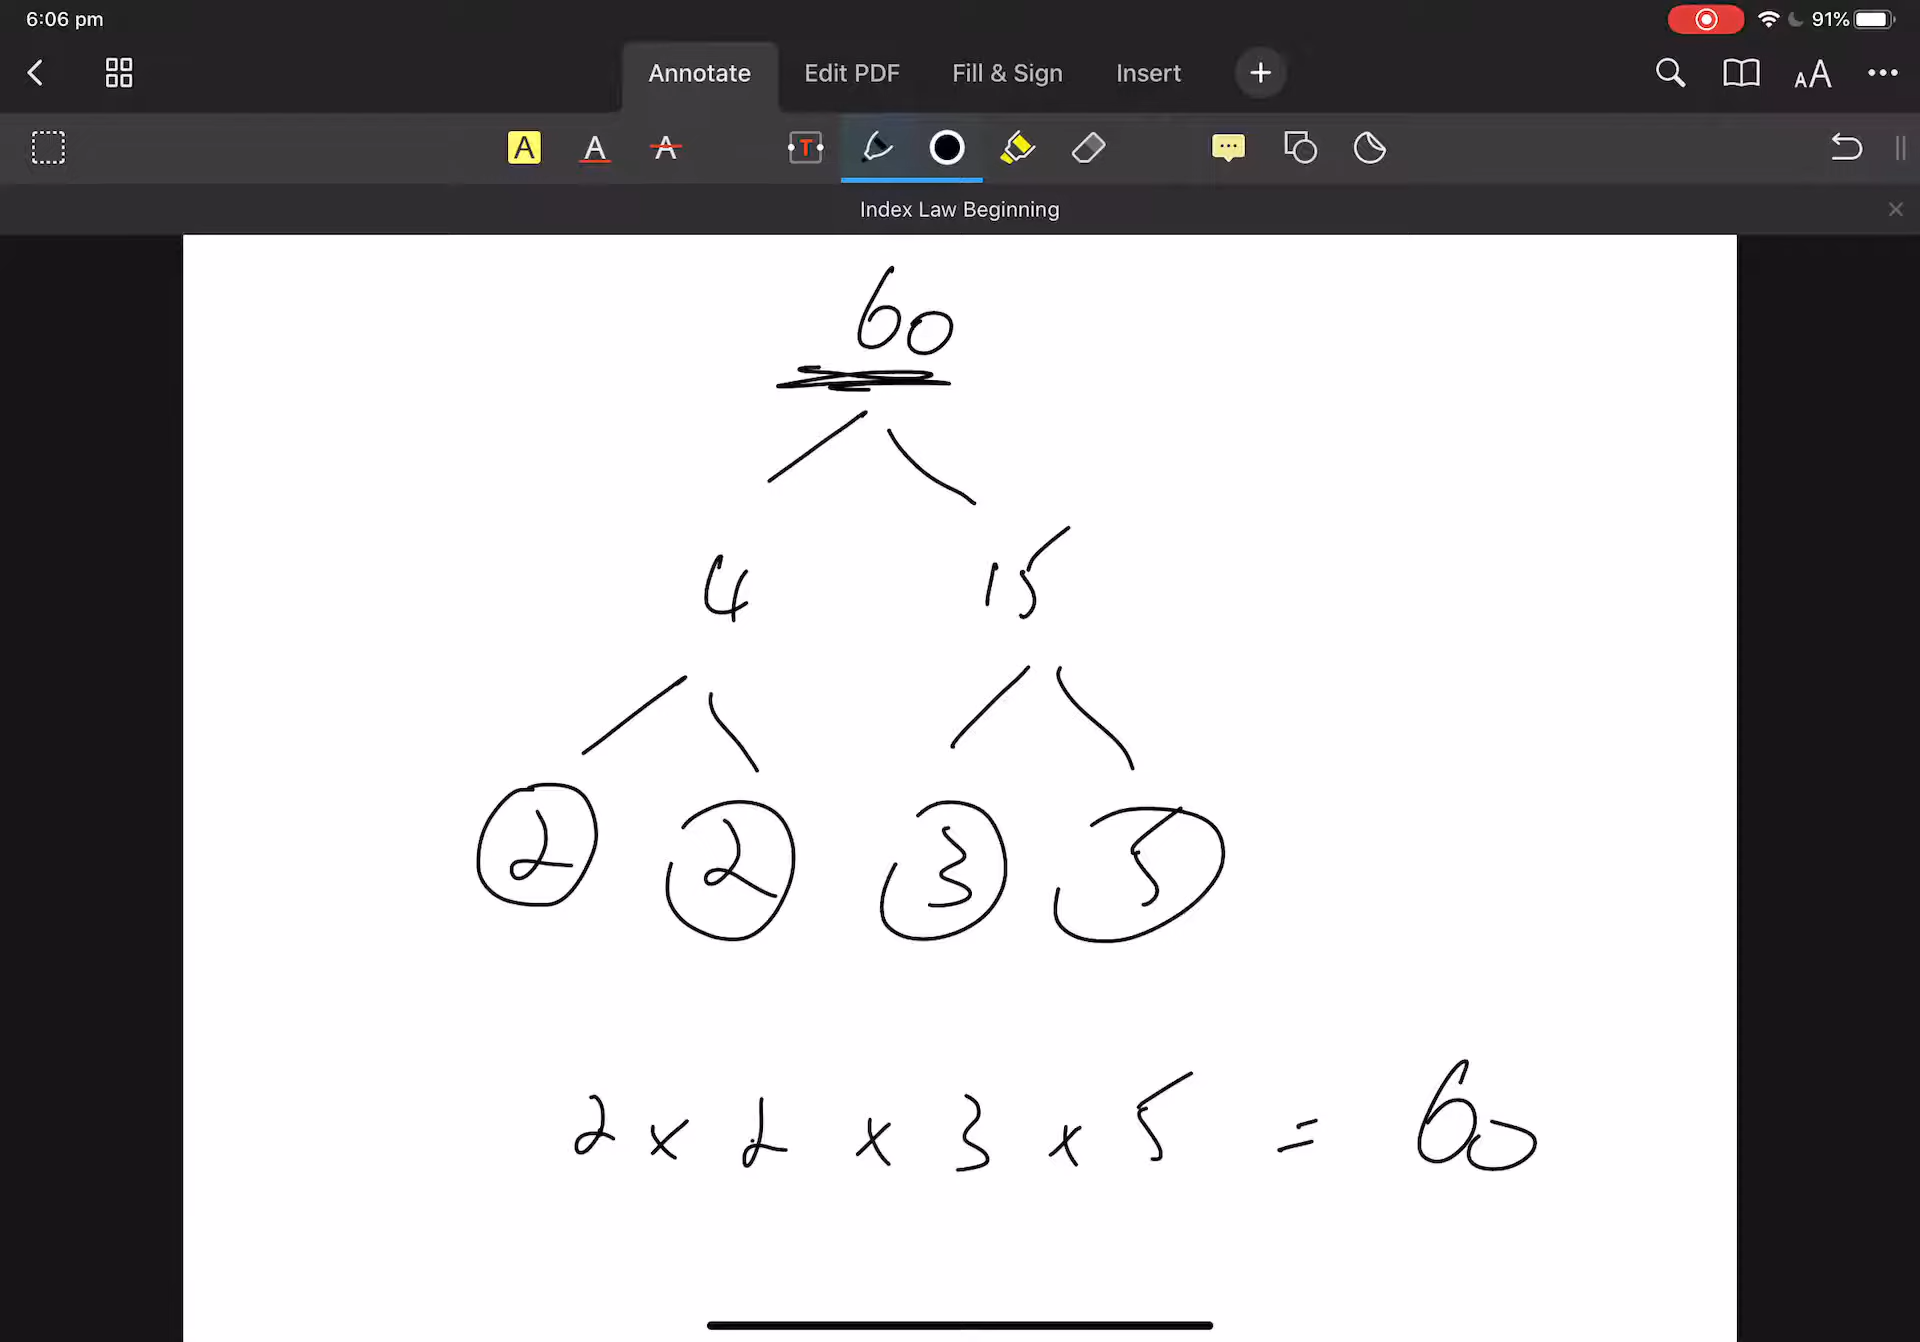 6:06 pm 91%
Annotate Edit PDF Fill & Sign Insert + AA
A A A T
Index Law Beginning
60
4 15
2 2 3 5
2 x 2 x 3 x 5 = 60